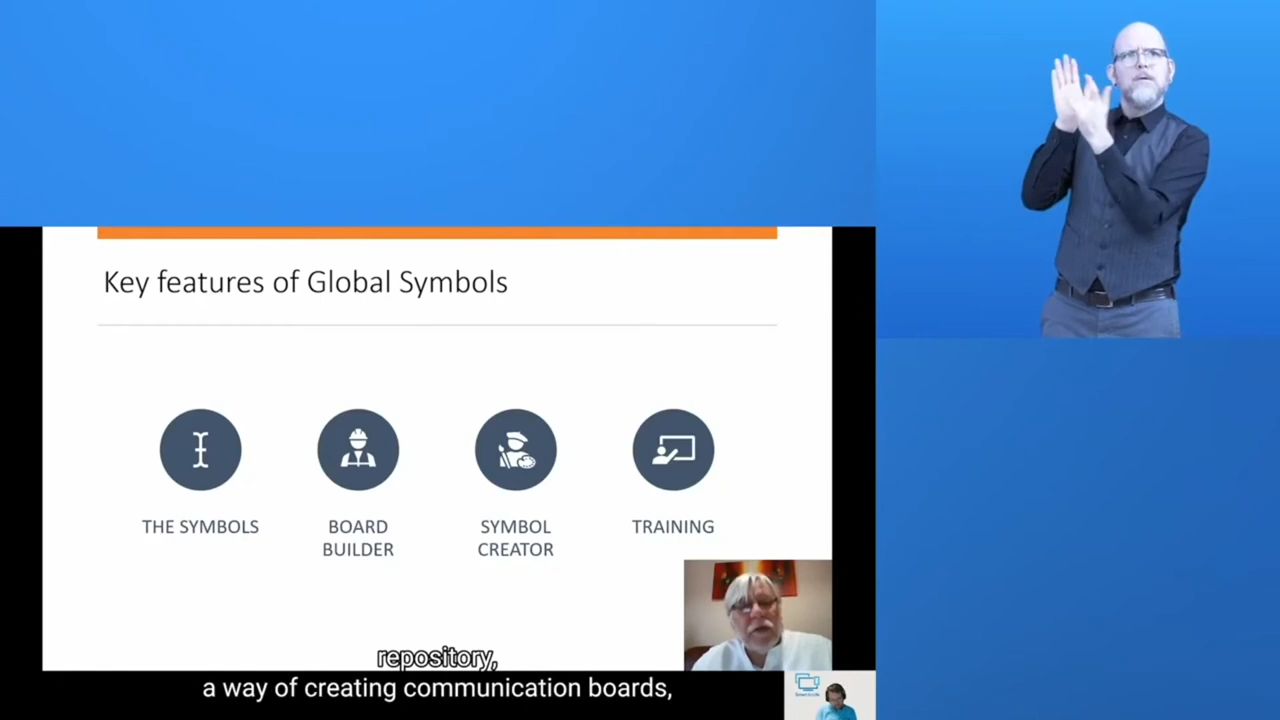 Key features of Global Symbols
THE SYMBOLS
BOARD
BUILDER
SYMBOL
CREATOR
TRAINING
repository,
a way of creating communication boards,